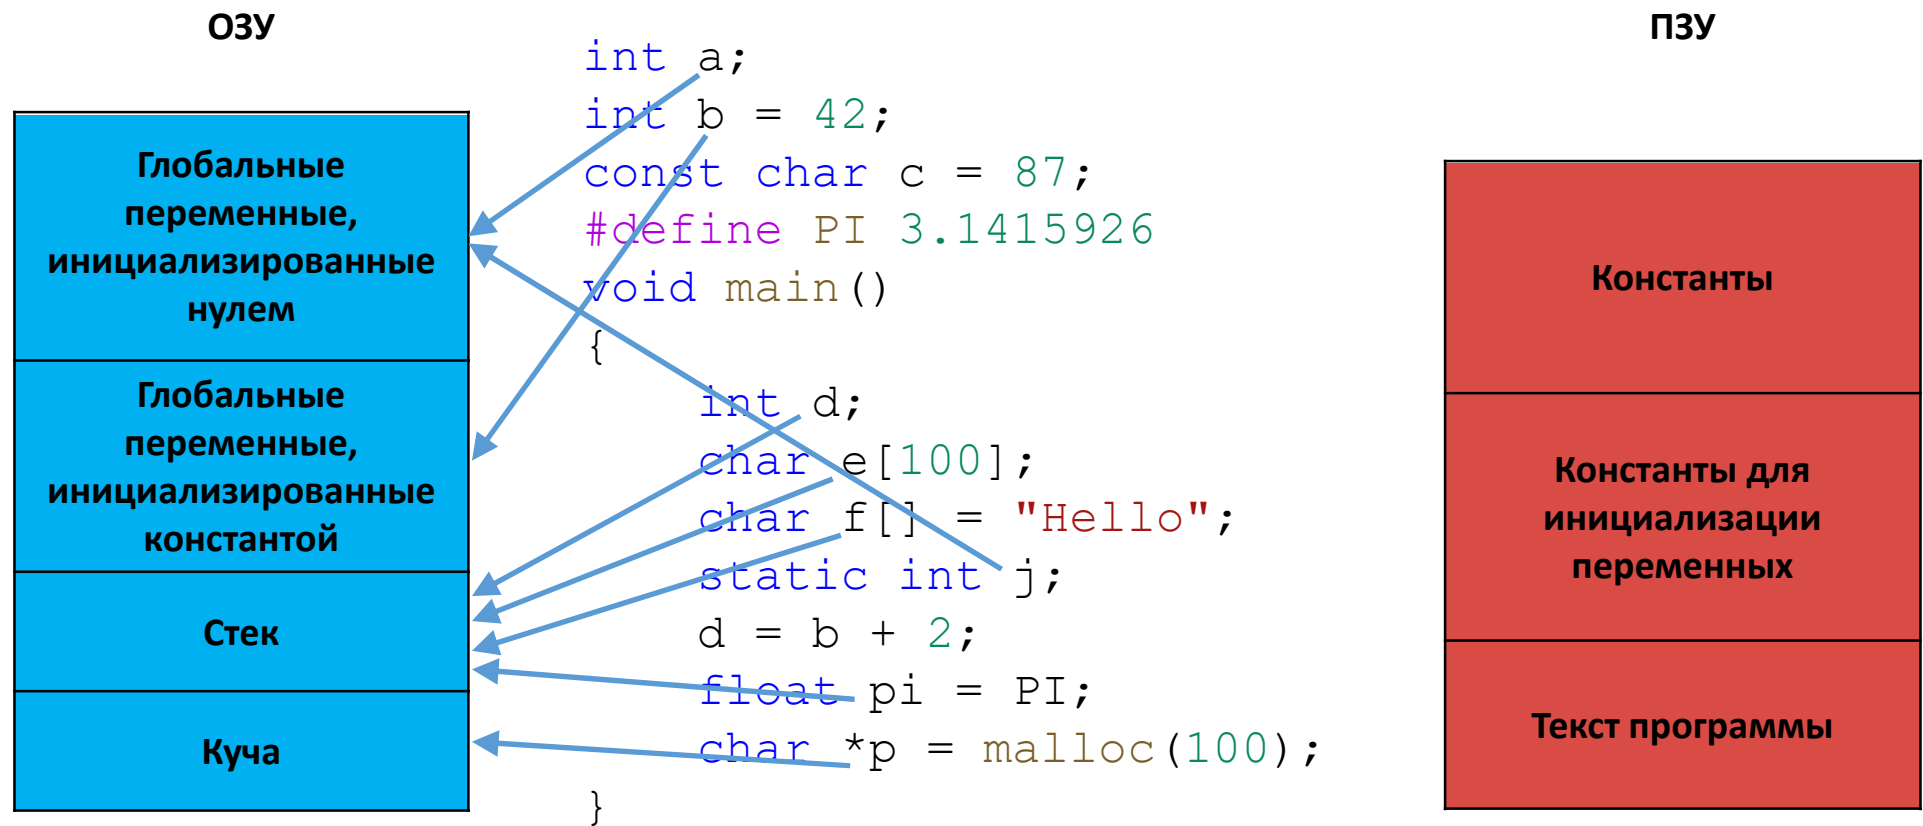 ОЗУ
Глобальные
переменные,
инициализированные
нулем
Глобальные
переменные,
инициализированные
константой
Стек
Куча
int a;
int b = 42;
const char c = 87;
#define PI 3.1415926
void main()
{
int d;
char e[100];
char f[] = "Hello";
static int j;
d = b + 2;
float pi = PI;
char *p = malloc(100);
}
ПЗУ
Константы
Константы для
инициализации
переменных
Текст программы